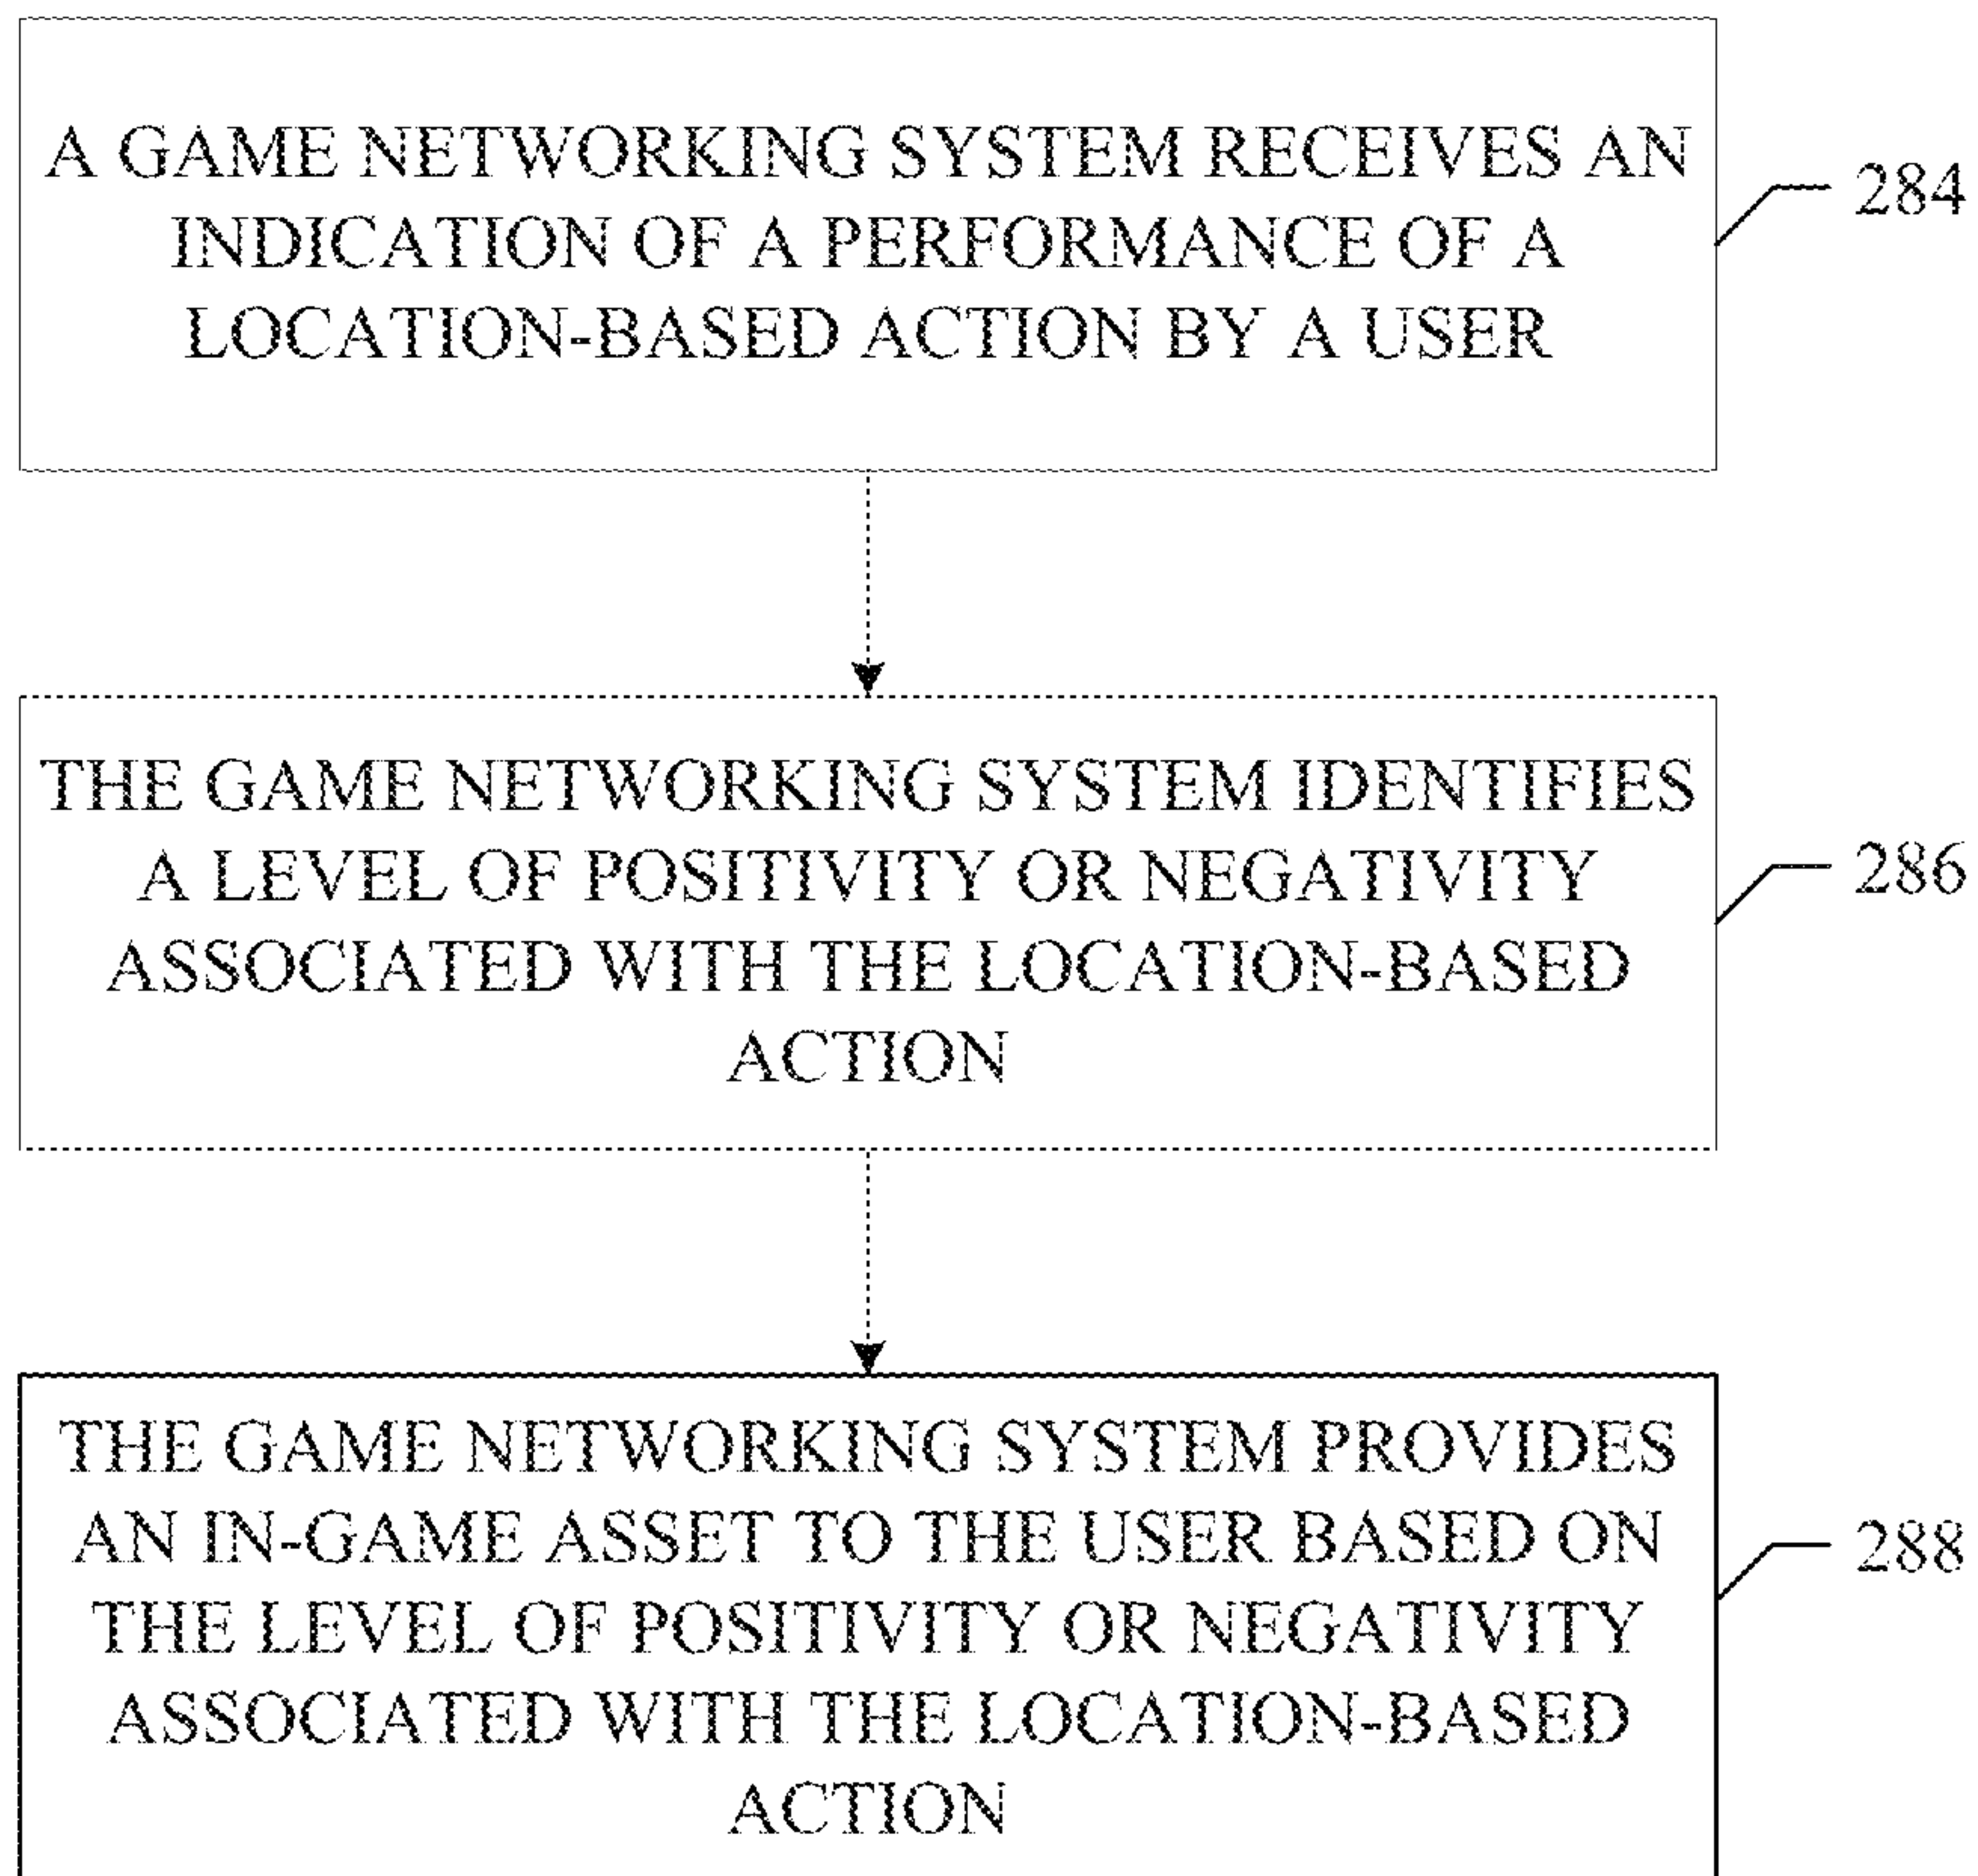 A GAME NETWORKING SYSTEM RECEIVES AN
INDICATION OF A PERFORMANCE OF A
LOCATION-BASED ACTION BY A USER
284
THE GAME NETWORKING SYSTEM IDENTIFIES
A LEVEL OF POSITIVITY OR NEGATIVITY
ASSOCIATED WITH THE LOCATION-BASED
ACTION
286
THE GAME NETWORKING SYSTEM PROVIDES
AN IN-GAME ASSET TO THE USER BASED ON
THE LEVEL OF POSITIVITY OR NEGATIVITY
ASSOCIATED WITH THE LOCATION-BASED
ACTION
288